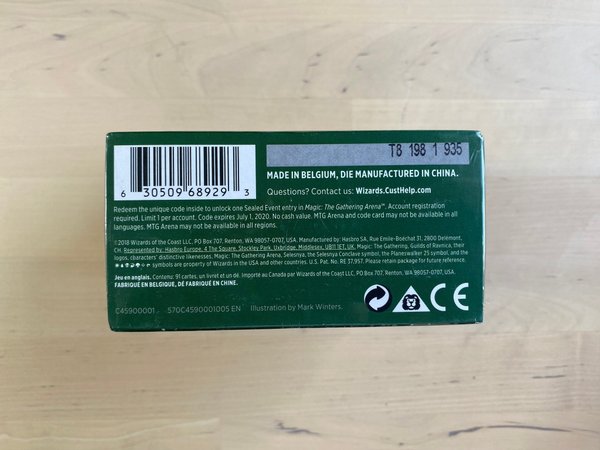 T8 198 1 935
6 30509 68929 3
MADE IN BELGIUM, DIE MANUFACTURED IN CHINA.
Questions? Contact us: Wizards.CustHelp.com
Redeem the unique code inside to unlock one Sealed Event entry in Magic: The Gathering Arena™. Account registration
required. Limit 1 per account. Code expires July 1, 2020. No cash value. MTG Arena and code card may not be available in all
languages. MTG Arena may not be available in all regions.
©2018 Wizards of the Coast LLC, PO Box 707, Renton, WA 98057-0707, USA. Manufactured by: Hasbro SA, Rue Emile-Boéchat 31, 2800 Delémont,
CH. Represented by: Hasbro Europe, 4 The Square, Stockley Park, Uxbridge, Middlesex, UB11 1ET, UK. Magic: The Gathering, Guilds of Ravnica, their
logos, characters' distinctive likenesses, Magic: The Gathering Arena, Selesnya, the Selesnya Conclave symbol, the Planeswalker 25 symbol, and the
symbols are property of Wizards in the USA and other countries. U.S. Pat. No. RE 37,957. Please retain package for future reference.
Jeu en anglais. Contenu: 91 cartes, un livret et un dé. Importé au Canada par Wizards of the Coast LLC, PO Box 707, Renton, WA 98057-0707, USA.
FABRIQUÉ EN BELGIQUE, DÉ FABRIQUÉ EN CHINE.
C45900001 570C4590001005 EN Illustration by Mark Winters.
CE